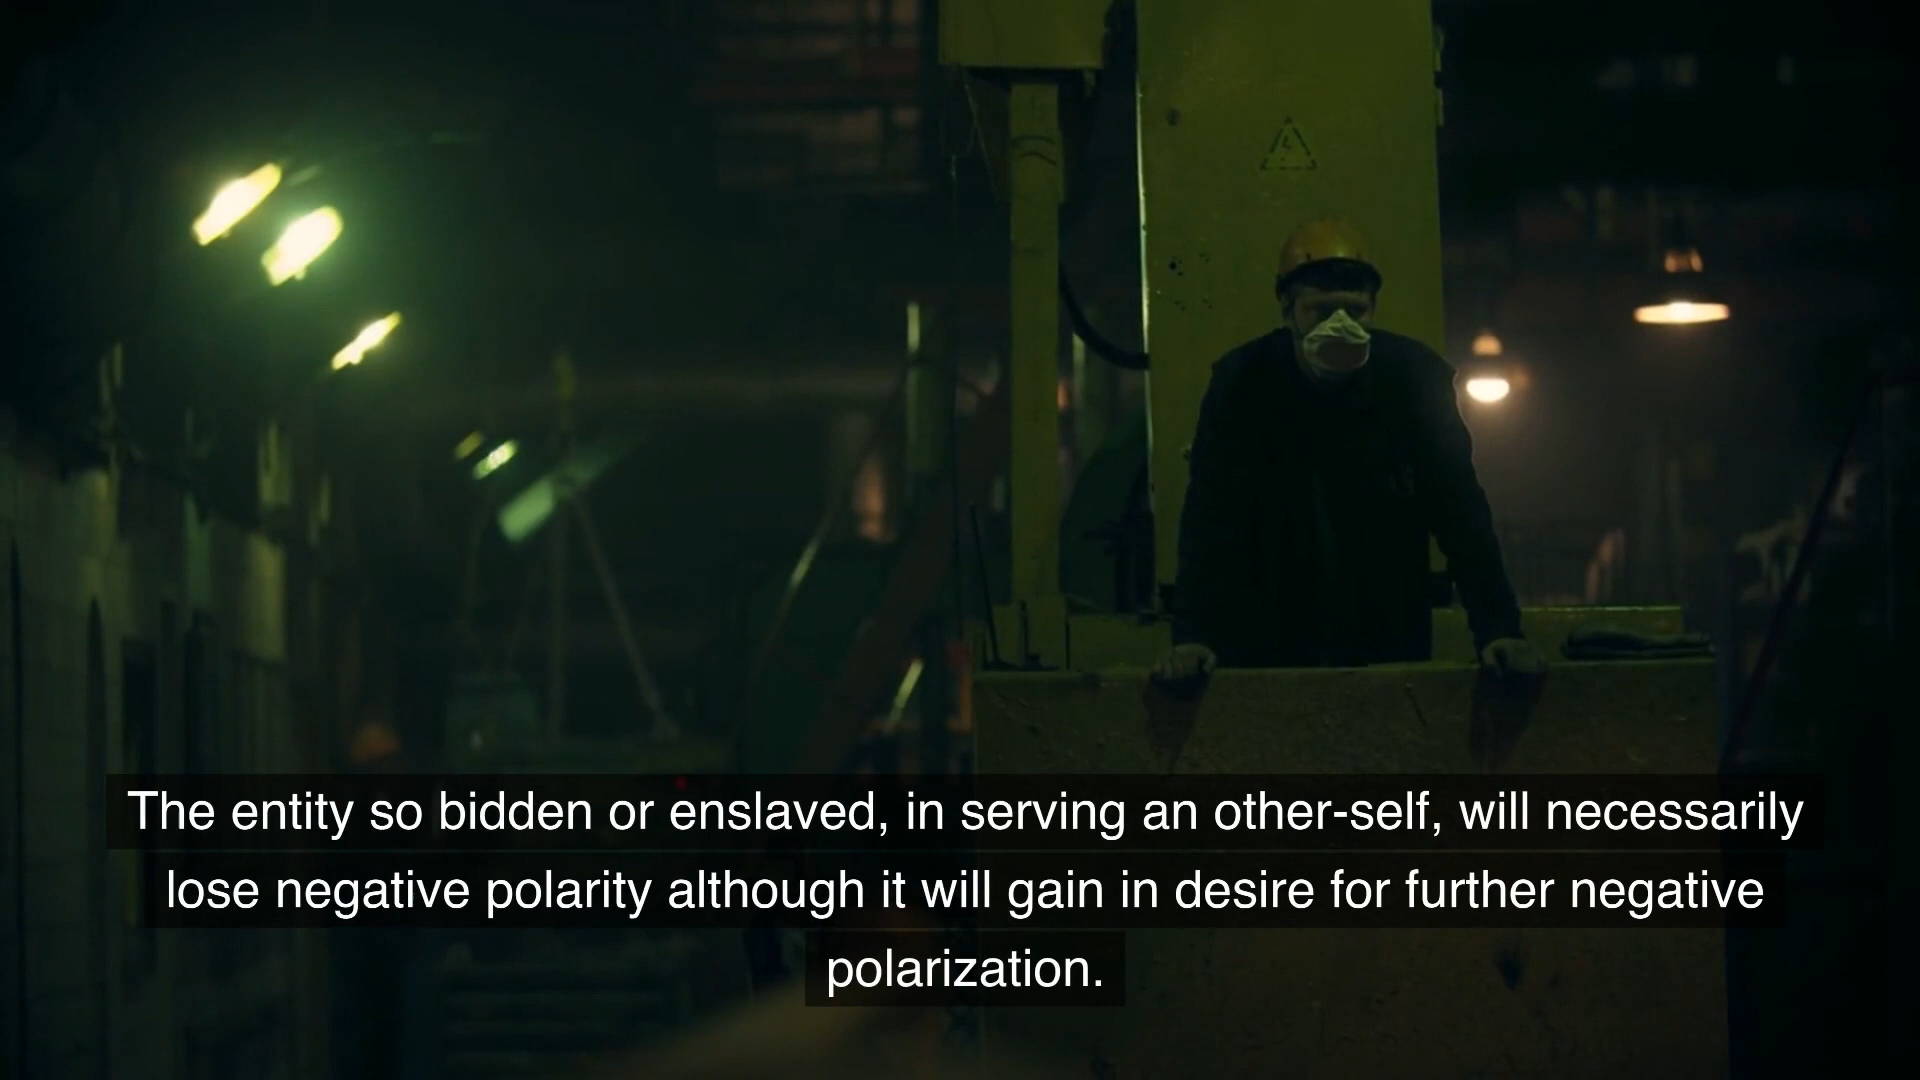 The entity so bidden or enslaved, in serving an other-self, will necessarily
lose negative polarity although it will gain in desire for further negative
polarization.